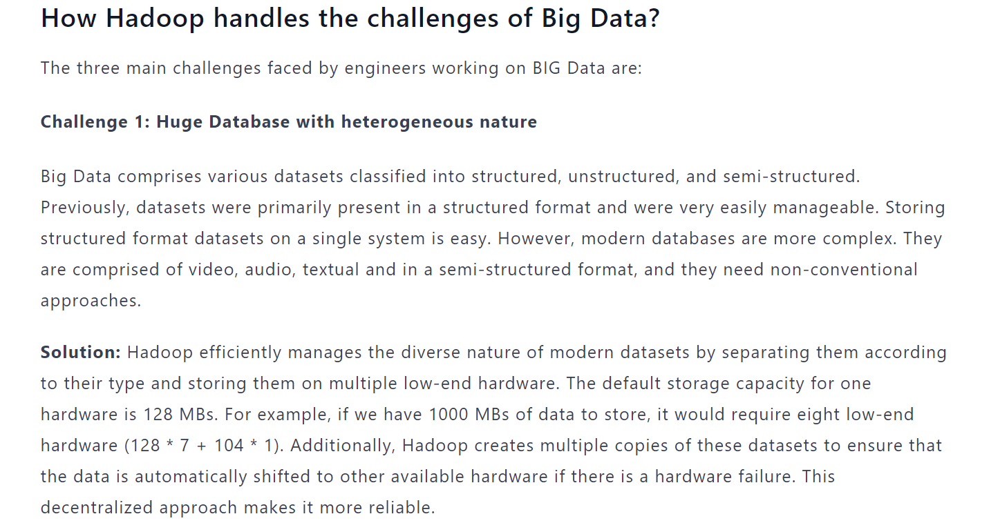 How Hadoop handles the challenges of Big Data?
The three main challenges faced by engineers working on BIG Data are:
Challenge 1: Huge Database with heterogeneous nature
Big Data comprises various datasets classified into structured, unstructured, and semi-structured.
Previously, datasets were primarily present in a structured format and were very easily manageable. Storing
structured format datasets on a single system is easy. However, modern databases are more complex. They
are comprised of video, audio, textual and in a semi-structured format, and they need non-conventional
approaches.
Solution: Hadoop efficiently manages the diverse nature of modern datasets by separating them according
to their type and storing them on multiple low-end hardware. The default storage capacity for one
hardware is 128 MBs. For example, if we have 1000 MBs of data to store, it would require eight low-end
hardware (128 * 7 + 104 * 1). Additionally, Hadoop creates multiple copies of these datasets to ensure that
the data is automatically shifted to other available hardware if there is a hardware failure. This
decentralized approach makes it more reliable.